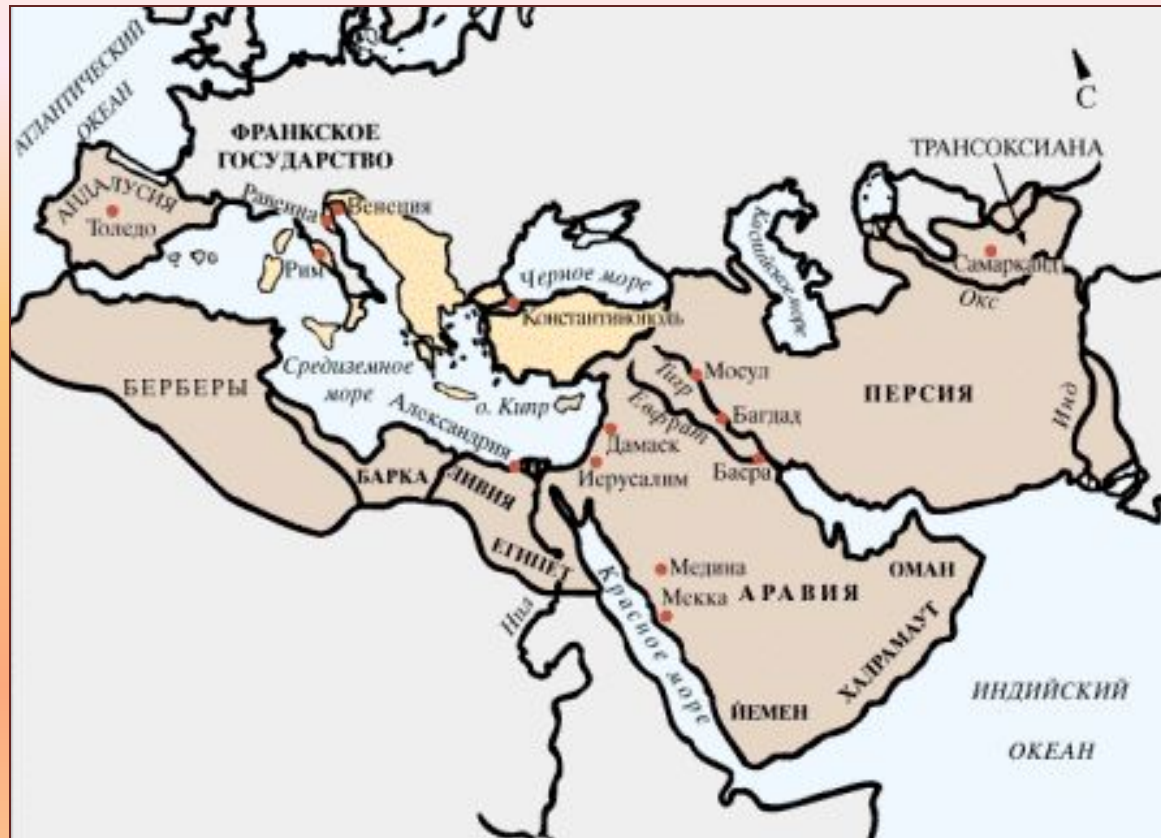 АТЛАНТИЧЕСКИЙ
ОКЕАН
ФРАНКСКОЕ
ГОСУДАРСТВО
С
ТРАНСОКСИАНА
АНДАЛУСИЯ
Толедо
Равенна
Венеция
Рим
Черное море
Каспийское море
Самарканд
Окс
Константинополь
БЕРБЕРЫ
Средиземное
море
о. Кипр
Александрия
Тигр
Мосул
Евфрат
Багдад
ПЕРСИЯ
Инд
Дамаск
Иерусалим
Басра
БАРКА
ЛИВИЯ
ЕГИПЕТ
Нил
Красное море
Медина
Мекка
АРАВИЯ
ОМАН
ХАЛРАМАУТ
ЙЕМЕН
ИНДИЙСКИЙ
ОКЕАН